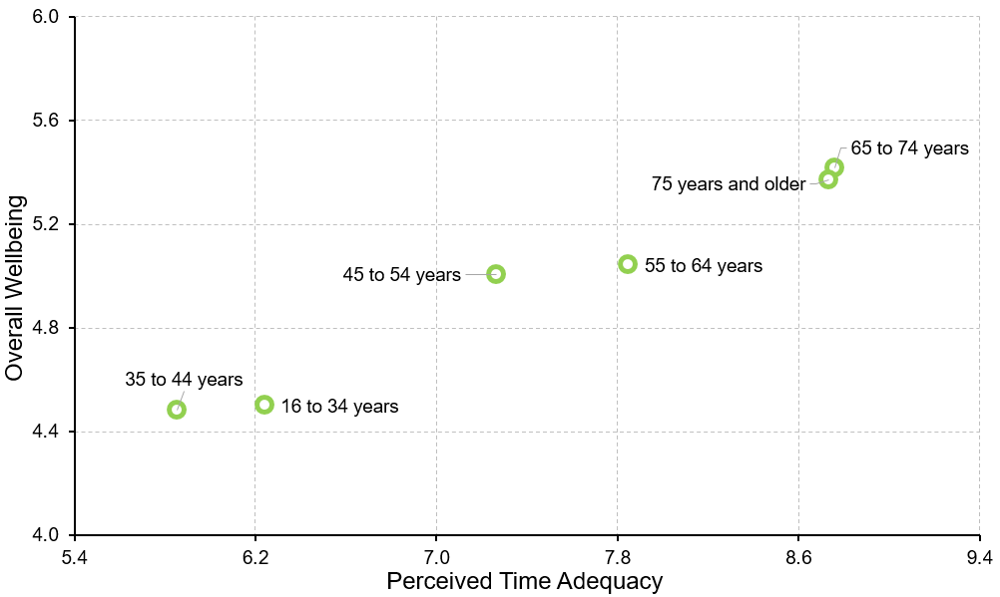 6.0
5.6
5.2
4.8
4.4
4.0
Overall Wellbeing
65 to 74 years
75 years and older
55 to 64 years
45 to 54 years
35 to 44 years
16 to 34 years
5.4 6.2 7.0 7.8 8.6 9.4
Perceived Time Adequacy